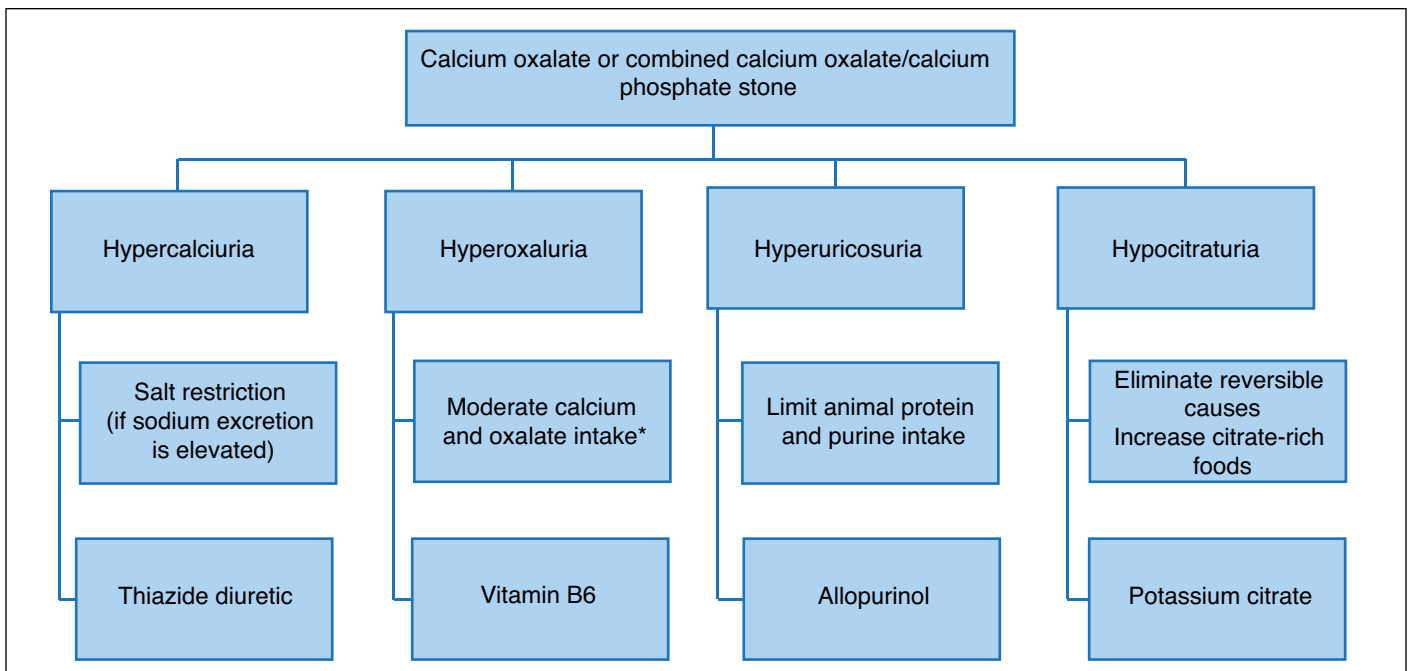 Calcium oxalate or combined calcium oxalate/calcium
phosphate stone
Hypercalciuria
Hyperoxaluria
Hyperuricosuria
Hypocitraturia
Salt restriction
(if sodium excretion
is elevated)
Moderate calcium
and oxalate intake*
Limit animal protein
and purine intake
Eliminate reversible
causes
Increase citrate-rich
foods
Thiazide diuretic
Vitamin B6
Allopurinol
Potassium citrate